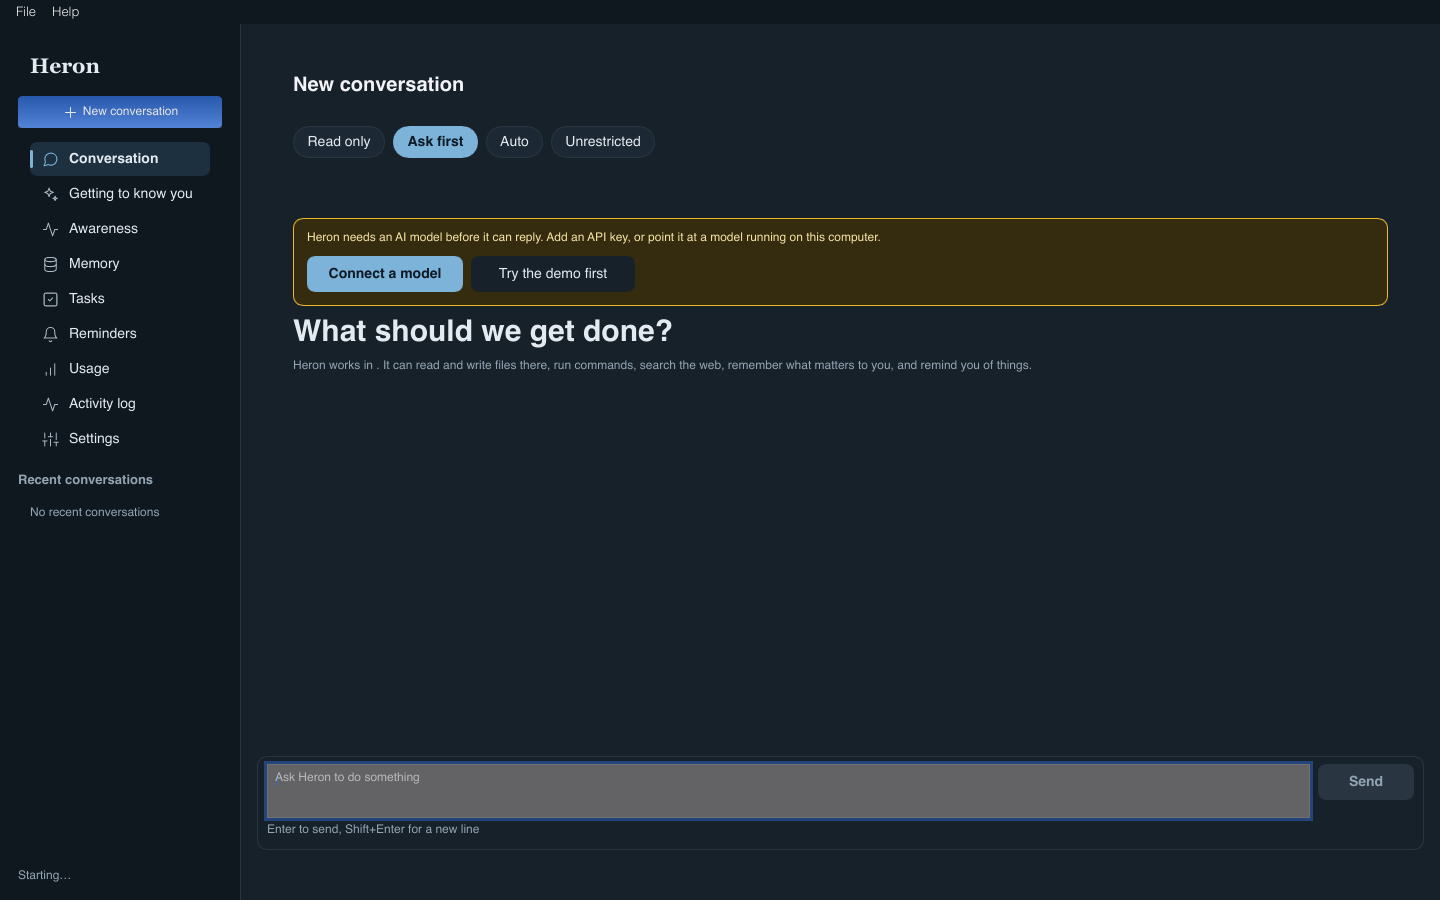 File Help
Heron
New conversation
Conversation
Getting to know you
Awareness
Memory
Tasks
Reminders
Usage
Activity log
Settings
Recent conversations
No recent conversations
Starting…
New conversation
Read only Ask first Auto Unrestricted
Heron needs an AI model before it can reply. Add an API key, or point it at a model running on this computer.
Connect a model Try the demo first
What should we get done?
Heron works in . It can read and write files there, run commands, search the web, remember what matters to you, and remind you of things.
Ask Heron to do something
Send
Enter to send, Shift+Enter for a new line